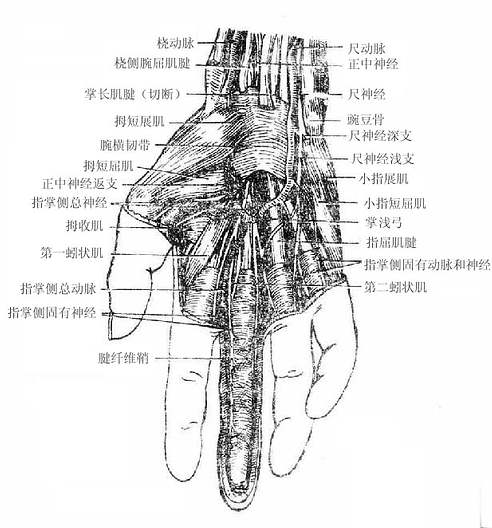 桡动脉
桡侧腕屈肌腱
掌长肌腱（切断）
拇短展肌
腕横韧带
拇短屈肌
正中神经返支
指掌侧总神经
拇收肌
第一蚓状肌
指掌侧总动脉
指掌侧固有神经
腱纤维鞘
尺动脉
正中神经
尺神经
豌豆骨
尺神经深支
尺神经浅支
小指展肌
小指短屈肌
掌浅弓
指屈肌腱
指掌侧固有动脉和神经
第二蚓状肌